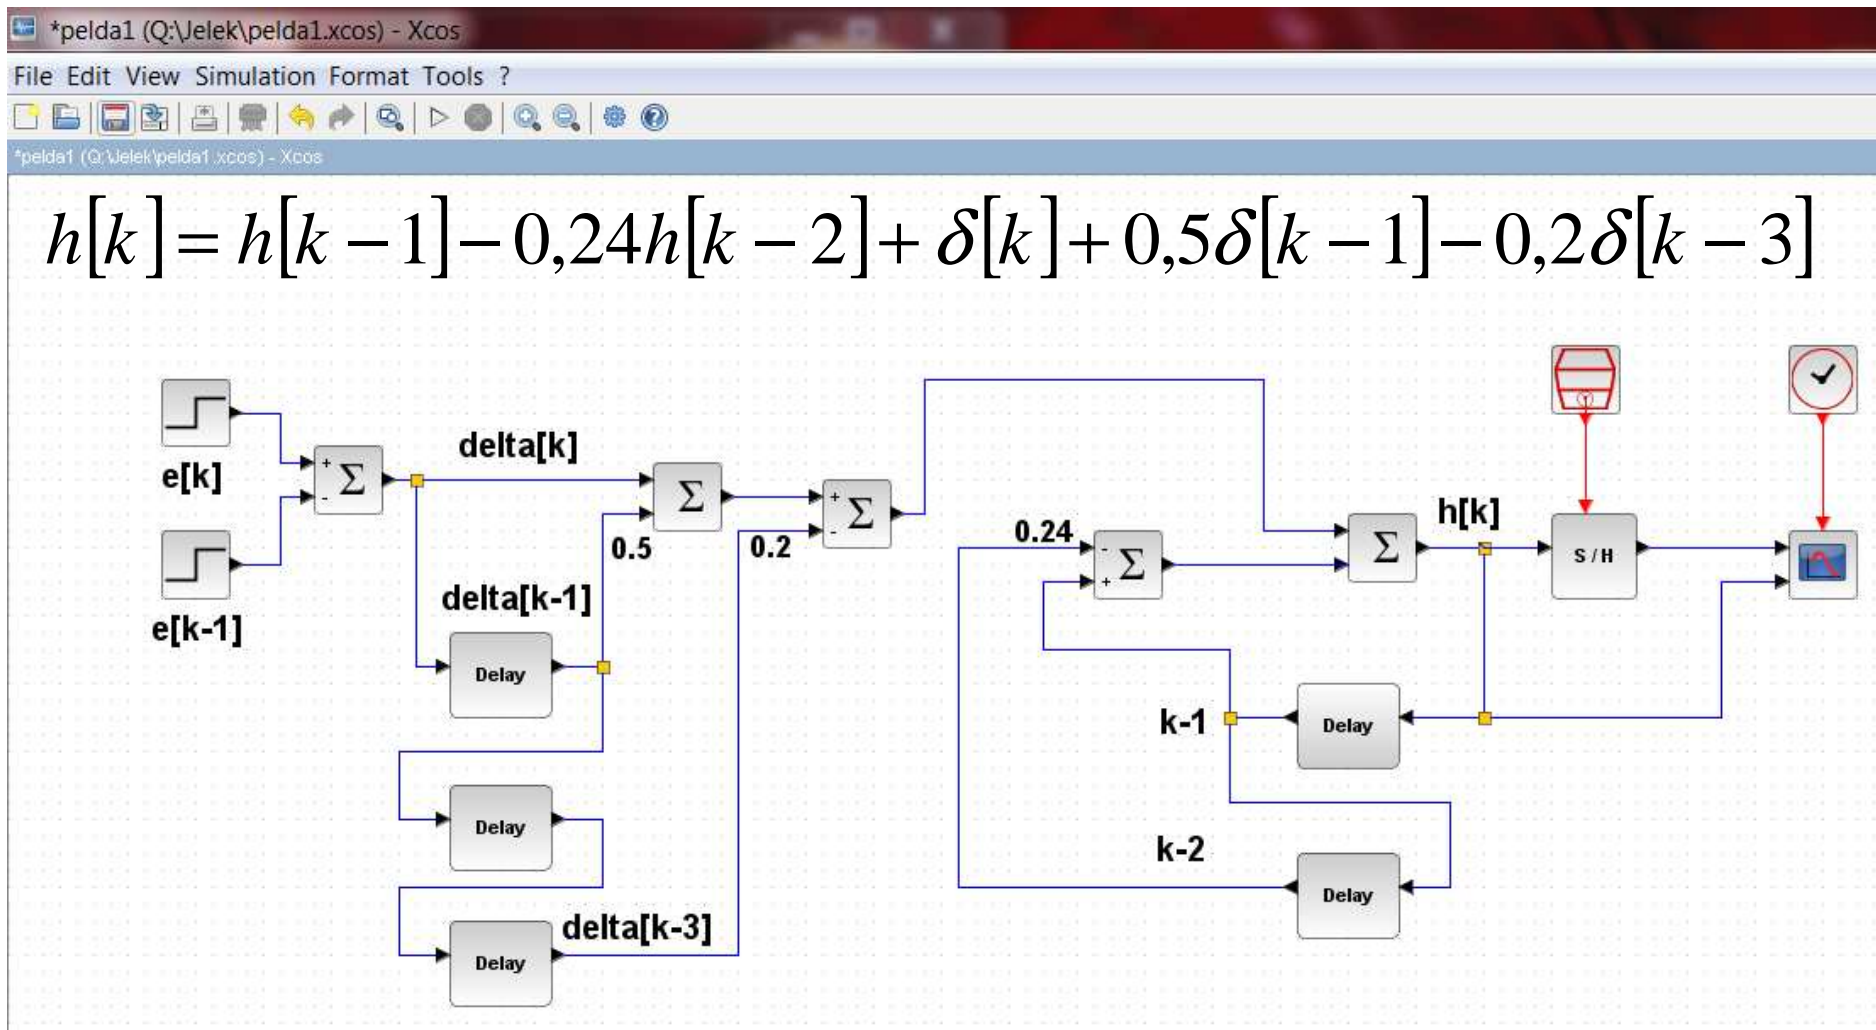 *pelda1 (Q:\Jelek\pelda1.xcos) - Xcos
File Edit View Simulation Format Tools ?
*pelda1 (Q:\Jelek\pelda1.xcos) - Xcos
h[k]=h[k−1]−0,24h[k−2]+δ[k]+0,5δ[k−1]−0,2δ[k−3]
e[k]
+
-
Σ
delta[k]
e[k-1]
delta[k-1]
Delay
0.5
Σ
0.2
+
-
Σ
Delay
Delay
delta[k-3]
0.24
-
+
Σ
Σ
h[k]
S / H
k-1
Delay
k-2
Delay